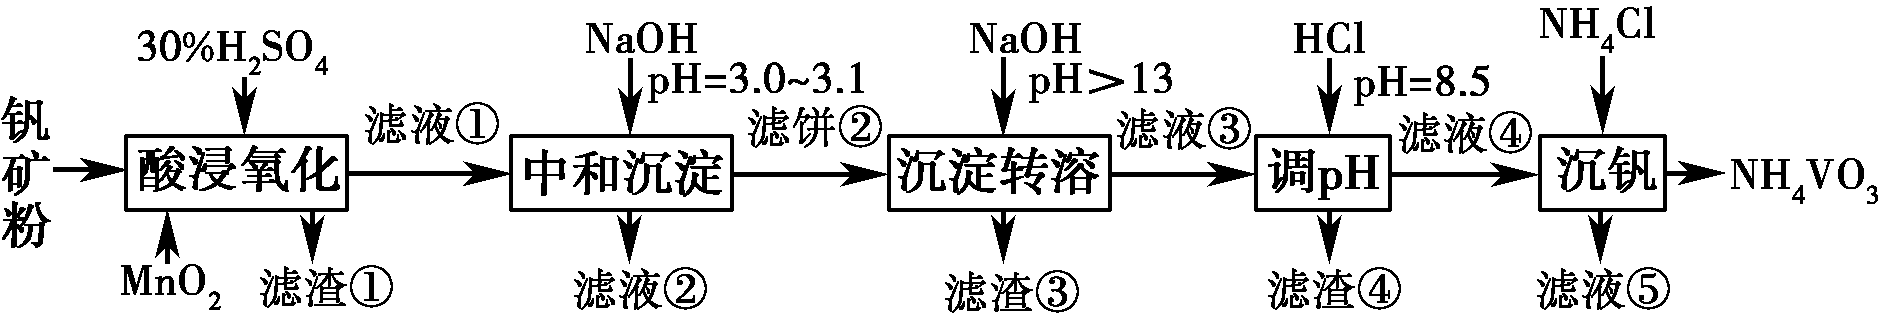 30%H₂SO₄
NaOH
pH=3.0~3.1
NaOH
pH＞13
HCl
pH=8.5
NH₄Cl
钒矿粉
酸浸氧化
滤液①
中和沉淀
滤饼②
沉淀转溶
滤液③
调pH
滤液④
沉钒
NH₄VO₃
MnO₂
滤渣①
滤液②
滤渣③
滤渣④
滤液⑤